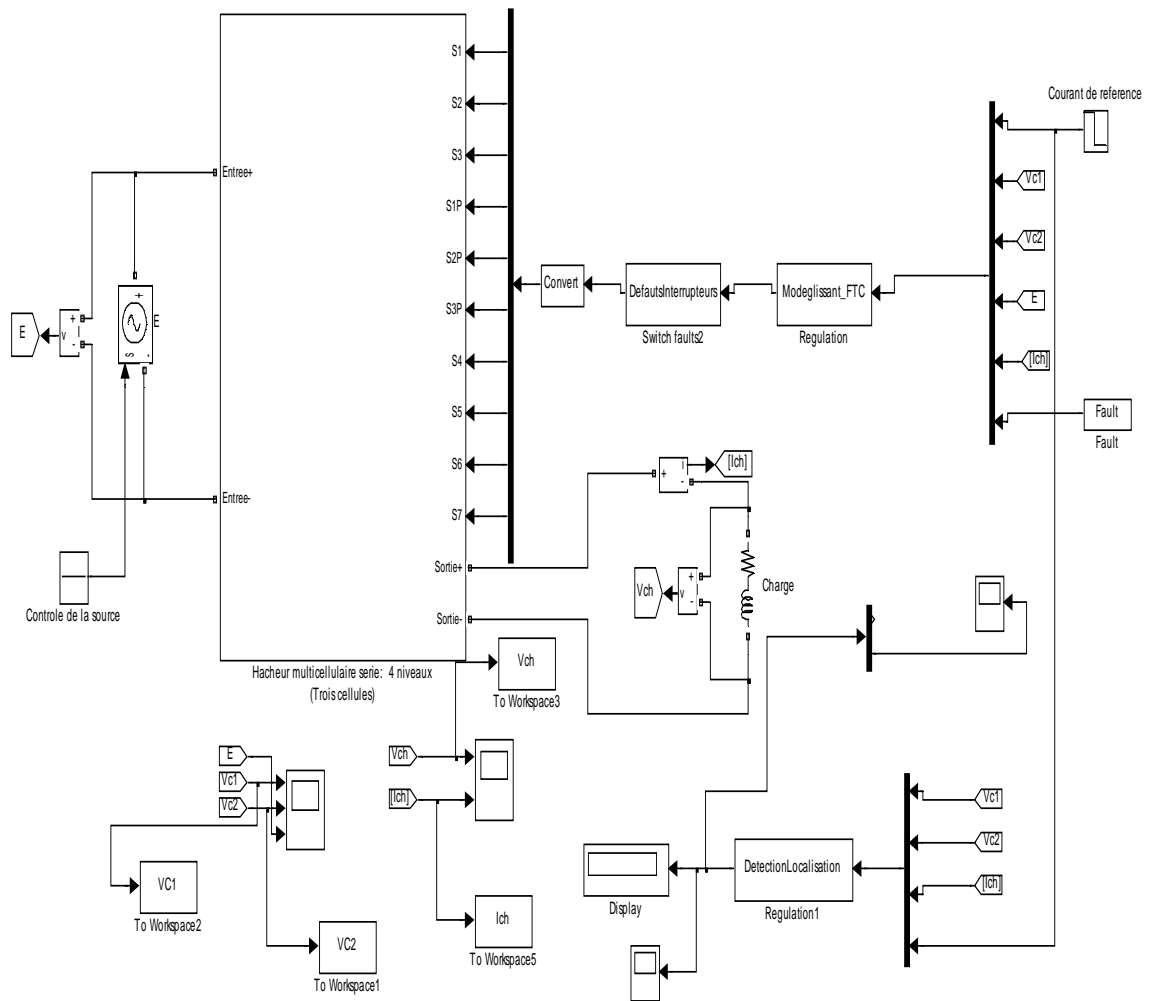 S1
S2
S3
S1P
S2P
S3P
S4
S5
S6
S7
Entree+
Entree-
Sortie+
Sortie-
Hacheur multicellulaire serie: 4 niveaux
(Trois cellules)
E
+
v
-
+
E
S
-
Controle de la source
Convert
DefautsInterrupteurs
Switch faults2
Modeglissant_FTC
Regulation
Courant de reference
Vc1
Vc2
E
[Ich]
Fault
Fault
+
i
-
[Ich]
Vch
+
v
-
Charge
Vch
To Workspace3
E
Vc1
Vc2
VC1
To Workspace2
VC2
To Workspace1
Vch
[Ich]
Ich
To Workspace5
Display
DetectionLocalisation
Regulation1
Vc1
Vc2
[Ich]